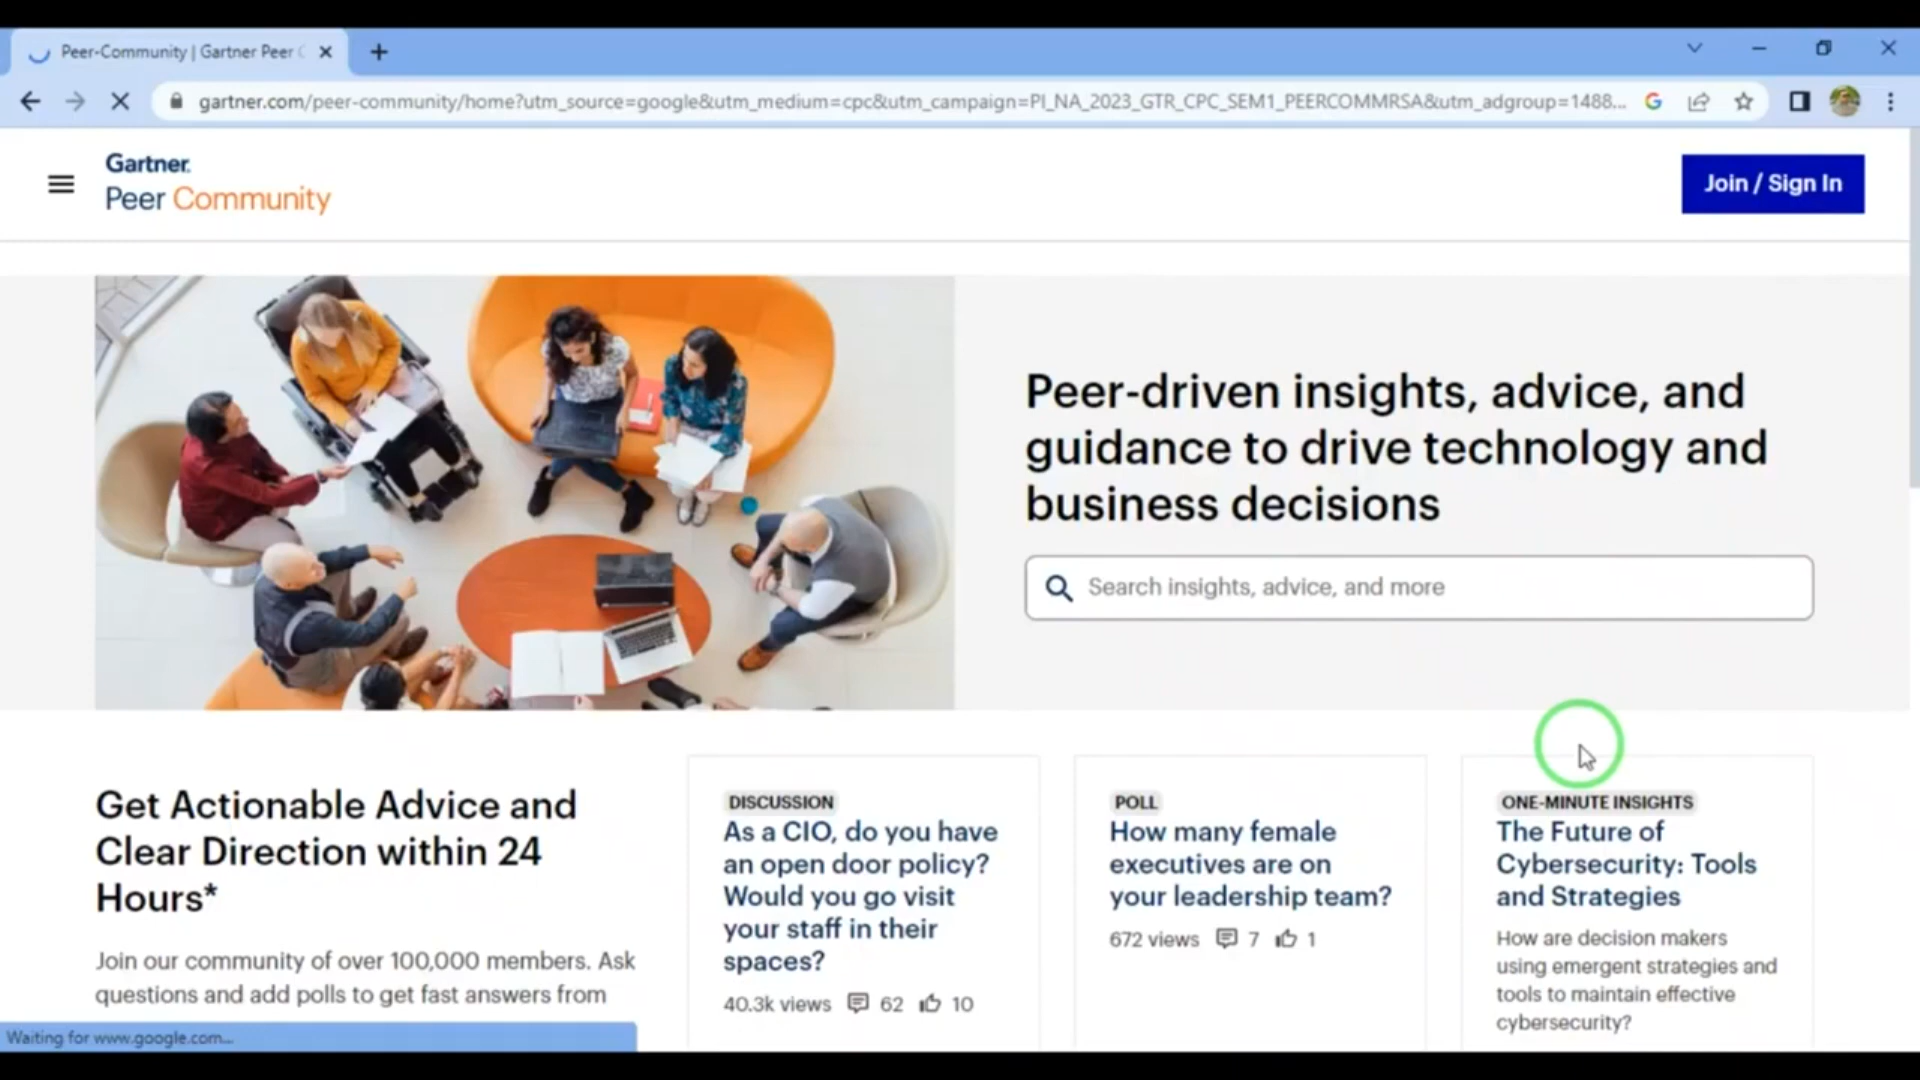 Peer-Community | Gartner Peer C
gartner.com/peer-community/home?utm_source=google&utm_medium=cpc&utm_campaign=PI_NA_2023_GTR_CPC_SEM1_PEERCOMMRSA&utm_adgroup=1488...
Gartner.
Peer Community
Join / Sign In
Peer-driven insights, advice, and
guidance to drive technology and
business decisions
Search insights, advice, and more
Get Actionable Advice and
Clear Direction within 24
Hours*
Join our community of over 100,000 members. Ask
questions and add polls to get fast answers from
DISCUSSION
As a CIO, do you have
an open door policy?
Would you go visit
your staff in their
spaces?
40.3k views 62 10
POLL
How many female
executives are on
your leadership team?
672 views 7 1
ONE-MINUTE INSIGHTS
The Future of
Cybersecurity: Tools
and Strategies
How are decision makers
using emergent strategies and
tools to maintain effective
cybersecurity?
Waiting for www.google.com...